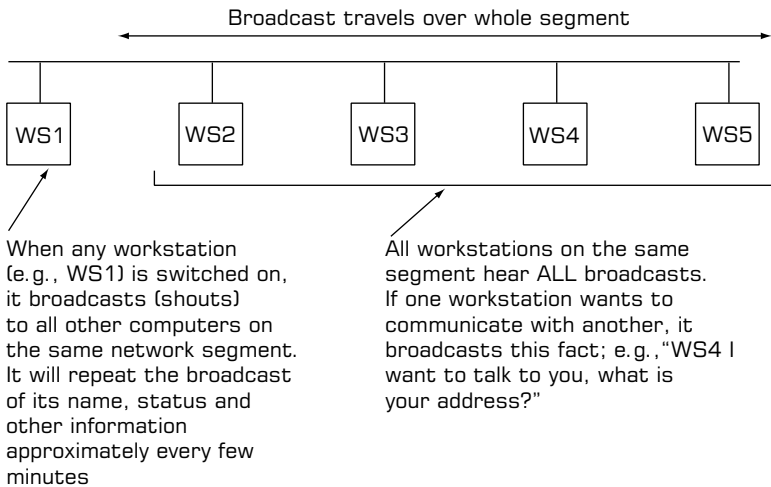 Broadcast travels over whole segment
WS1 WS2 WS3 WS4 WS5
When any workstation
(e.g., WS1) is switched on,
it broadcasts (shouts)
to all other computers on
the same network segment.
It will repeat the broadcast
of its name, status and
other information
approximately every few
minutes
All workstations on the same
segment hear ALL broadcasts.
If one workstation wants to
communicate with another, it
broadcasts this fact; e.g.,“WS4 I
want to talk to you, what is
your address?”